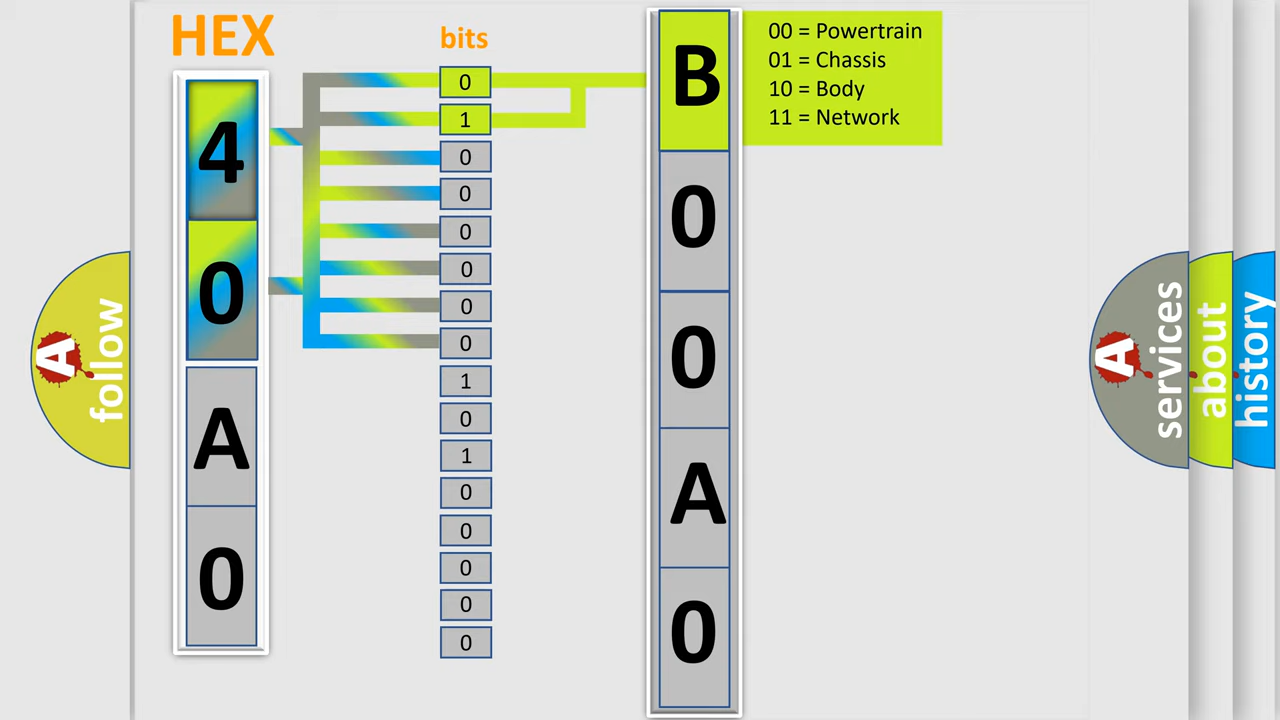 HEX
bits
4
0
A
0
0
1
0
0
0
0
0
0
1
0
1
0
0
0
0
0
B
0
0
A
0
00 = Powertrain
01 = Chassis
10 = Body
11 = Network
A follow
A services
about
history